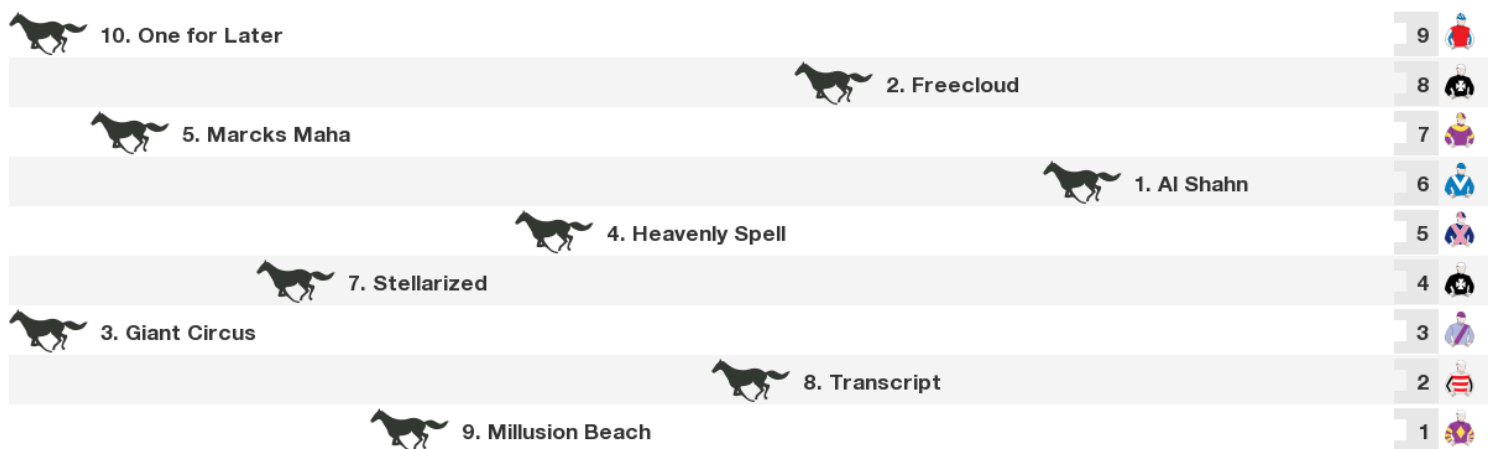 10. One for Later 9
2. Freecloud 8
5. Marcks Maha 7
1. Al Shahn 6
4. Heavenly Spell 5
7. Stellarized 4
3. Giant Circus 3
8. Transcript 2
9. Millusion Beach 1